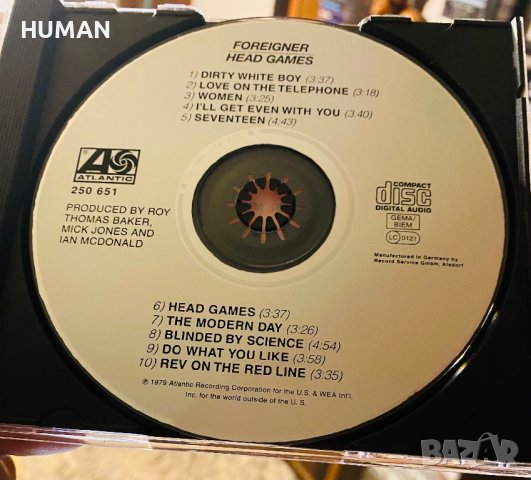 HUMAN
FOREIGNER
HEAD GAMES
1) DIRTY WHITE BOY (3:37)
2) LOVE ON THE TELEPHONE (3:18)
3) WOMEN (3:25)
4) I'LL GET EVEN WITH YOU (3:40)
5) SEVENTEEN (4:43)
ATLANTIC
250 651
PRODUCED BY ROY
THOMAS BAKER,
MICK JONES AND
IAN MCDONALD
COMPACT
disc
DIGITAL AUDIO
GEMA/
BIEM
LC 0121
Manufactured in Germany by
Record Service GmbH, Alsdorf
6) HEAD GAMES (3:37)
7) THE MODERN DAY (3:26)
8) BLINDED BY SCIENCE (4:54)
9) DO WHAT YOU LIKE (3:58)
10) REV ON THE RED LINE (3:35)
℗ 1979 Atlantic Recording Corporation for the U.S. & WEA Int'l.
Inc. for the world outside of the U. S.
BAZAR